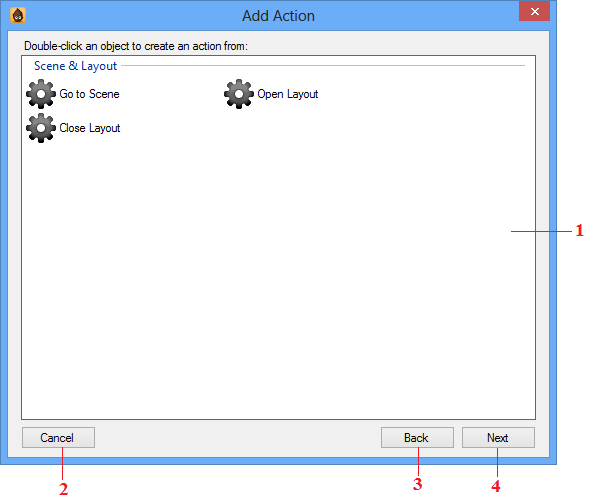 Add Action
Double-click an object to create an action from:
Scene & Layout
Go to Scene Open Layout
Close Layout
1
Cancel Back Next
2 3 4